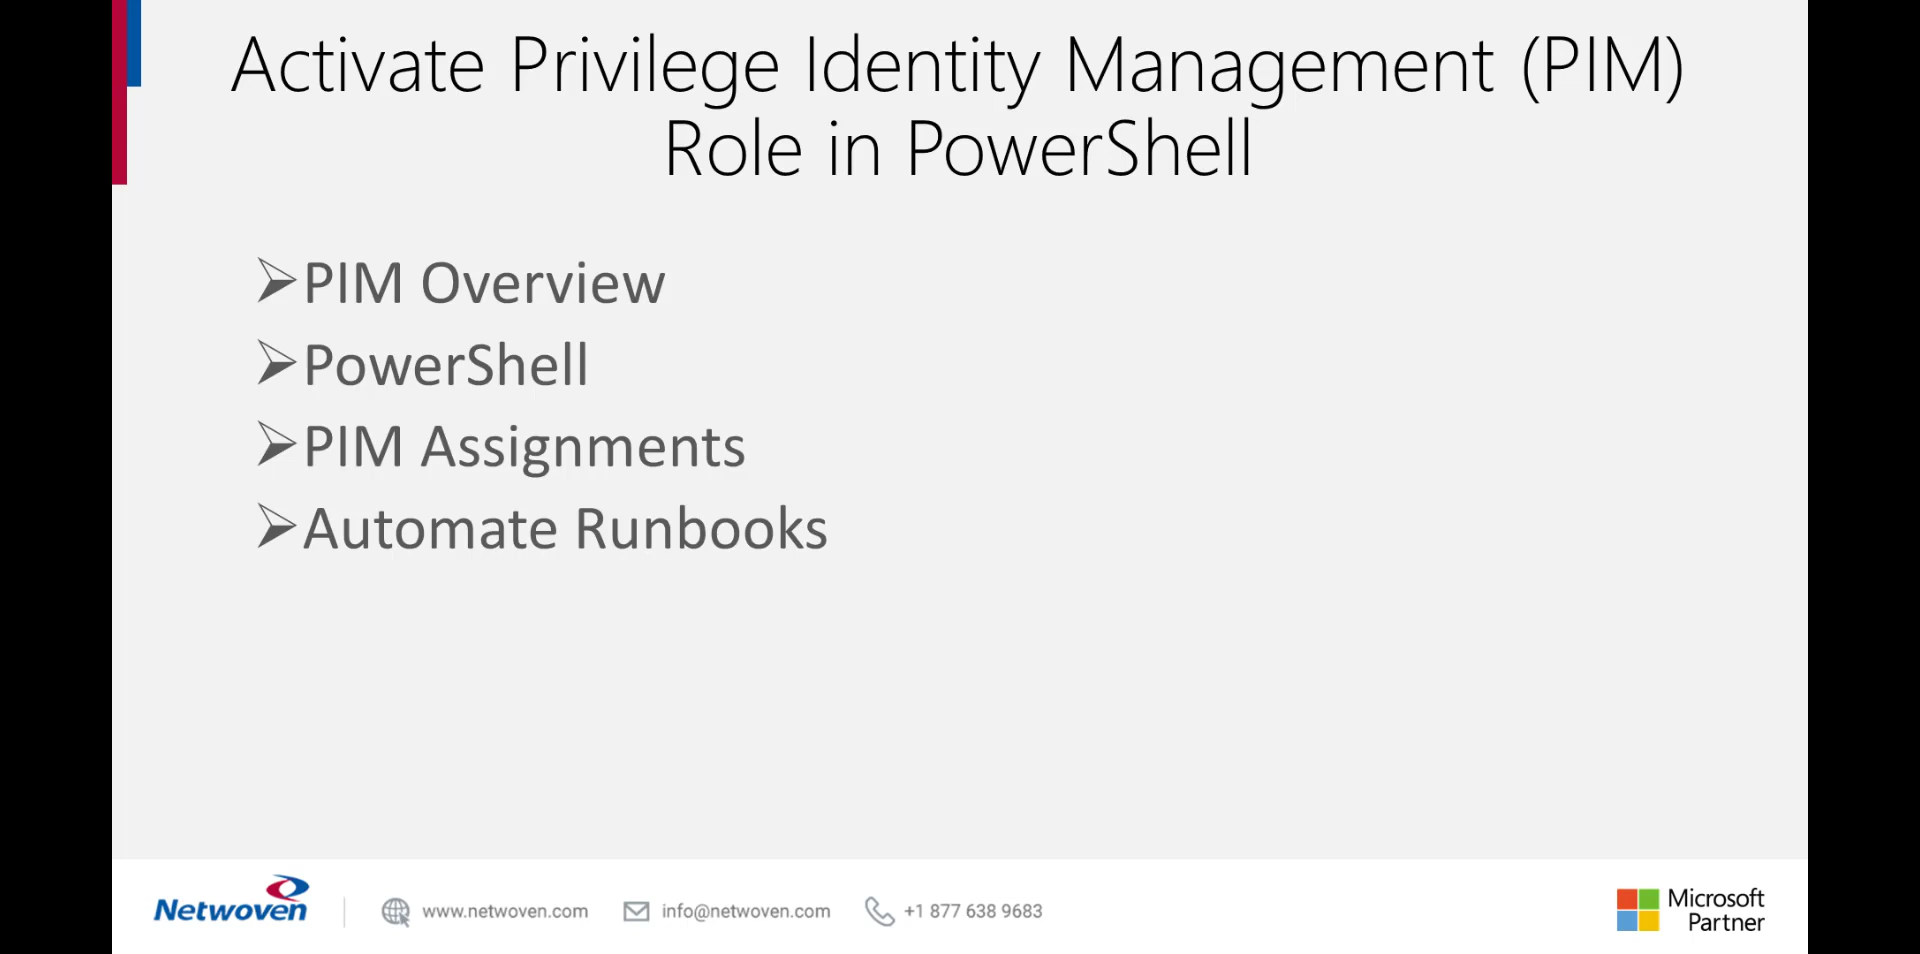 Activate Privilege Identity Management (PIM)
Role in PowerShell
PIM Overview
PowerShell
PIM Assignments
Automate Runbooks
Netwoven
www.netwoven.com
info@netwoven.com
+1 877 638 9683
Microsoft
Partner